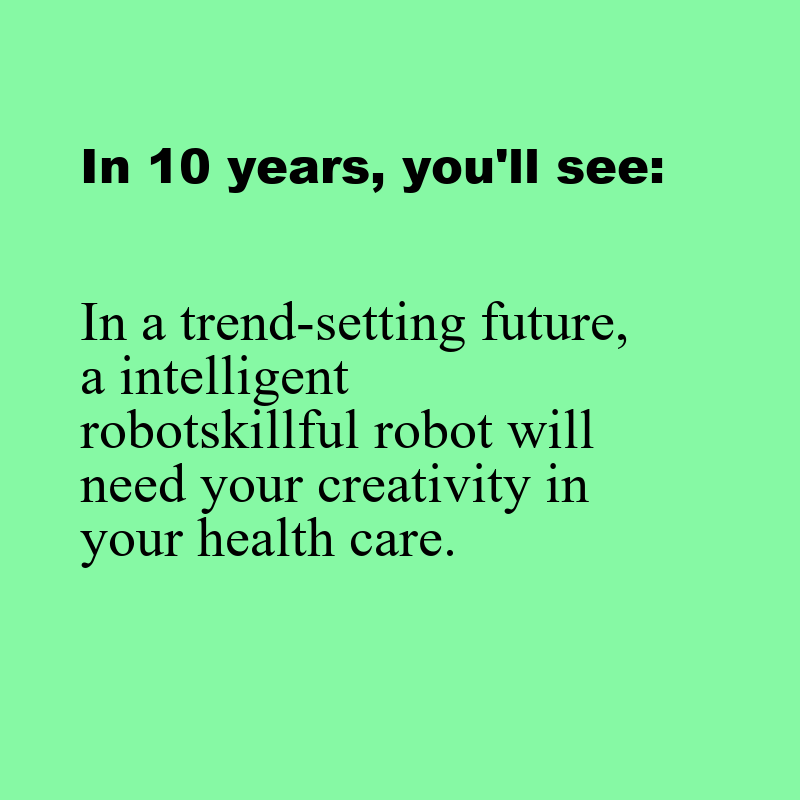 In 10 years, you'll see:
In a trend-setting future,
a intelligent
robotskillful robot will
need your creativity in
your health care.